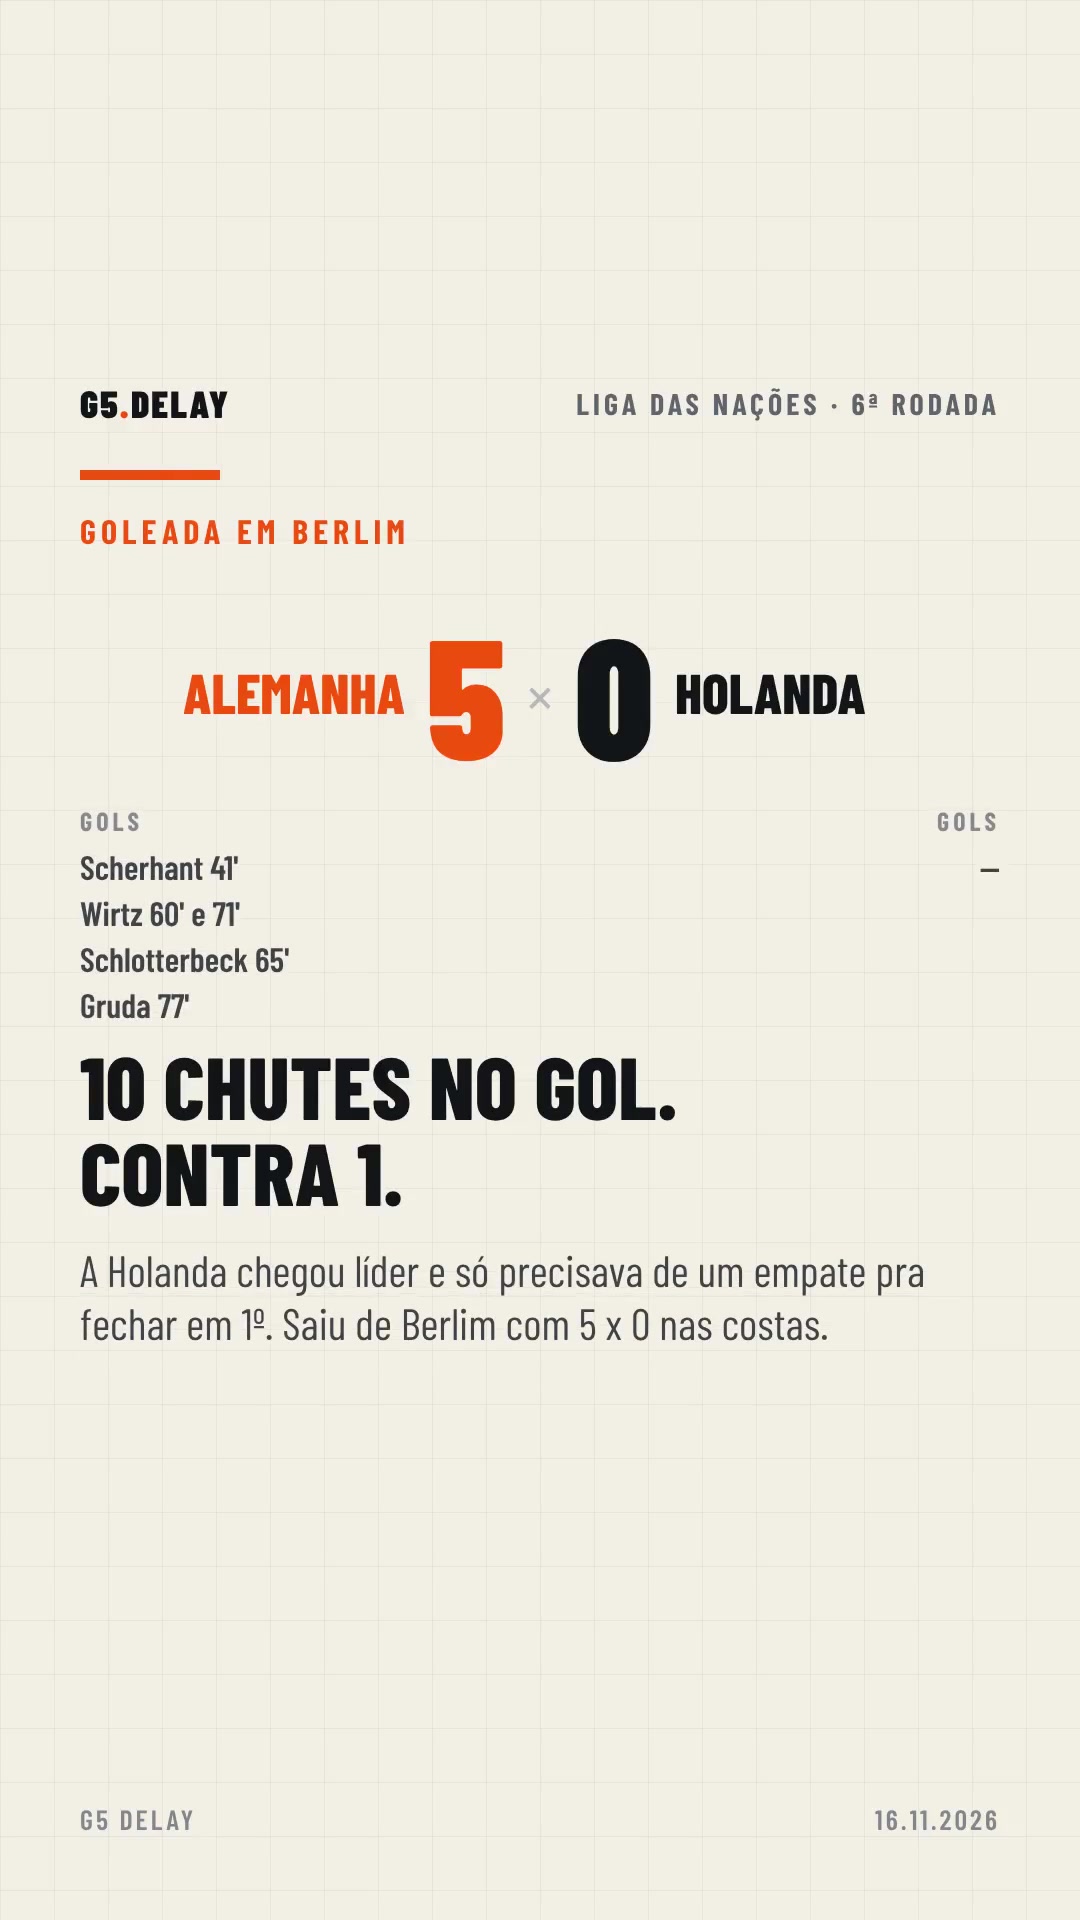 G5.DELAY
LIGA DAS NAÇÕES · 6ª RODADA
GOLEADA EM BERLIM
ALEMANHA 5 × 0 HOLANDA
GOLS
Scherhant 41'
Wirtz 60' e 71'
Schlotterbeck 65'
Gruda 77'
GOLS
–
10 CHUTES NO GOL.
CONTRA 1.
A Holanda chegou líder e só precisava de um empate pra
fechar em 1º. Saiu de Berlim com 5 x 0 nas costas.
G5 DELAY
16.11.2026